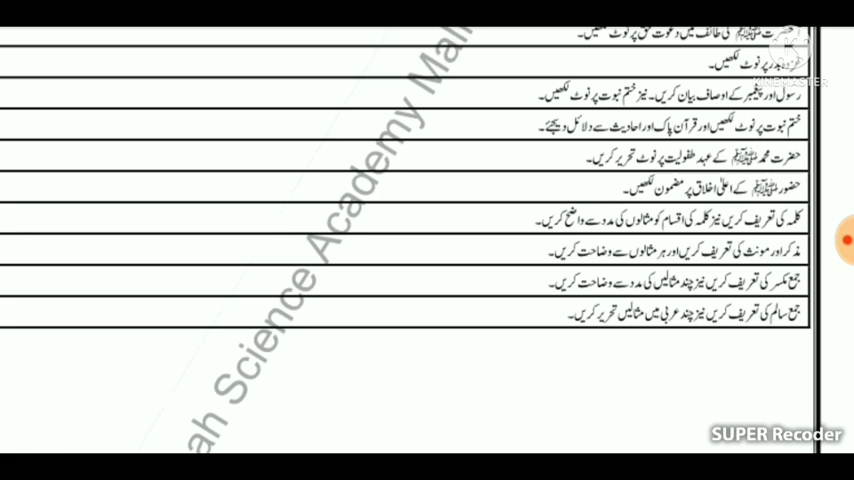 حضرت ﷺ کی طائف میں دعوت حق پر نوٹ لکھیں۔
غزوہ بدر پر نوٹ لکھیں۔
KINEMASTER
رسول اور پیغمبر کے اوصاف بیان کریں۔ نیز ختم نبوت پر نوٹ لکھیں۔
ختم نبوت پر نوٹ لکھیں اور قرآن پاک اور احادیث سے دلائل دیجئے۔
حضرت محمد ﷺ کے عہد طفولیت پر نوٹ تحریر کریں۔
حضور ﷺ کے اعلیٰ اخلاق پر مضمون لکھیں۔
کلمہ کی تعریف کریں نیز کلمہ کی اقسام کو مثالوں کی مدد سے واضح کریں۔
مذکر اور مونث کی تعریف کریں اور ہر مثالوں سے وضاحت کریں۔
جمع مکسر کی تعریف کریں نیز چند مثالیں کی مدد سے وضاحت کریں۔
جمع سالم کی تعریف کریں نیز چند عربی میں مثالیں تحریر کریں۔
ah Science Academy Mali
SUPER Recoder